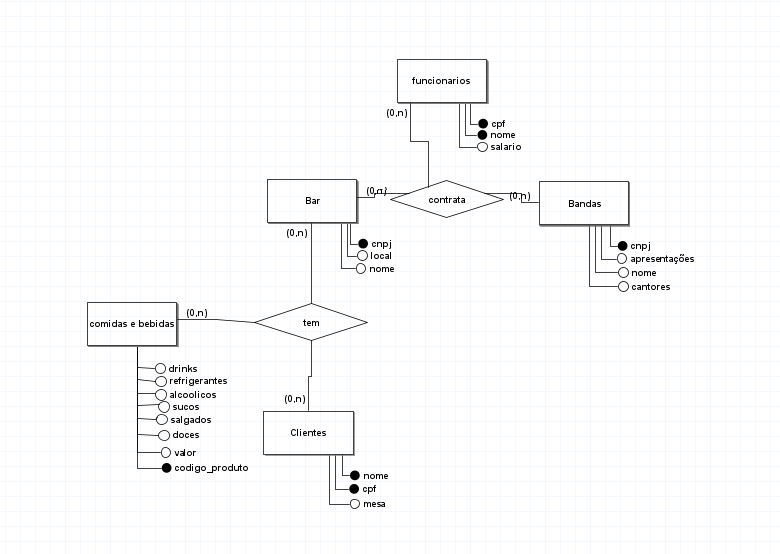 funcionarios
(0,n)
cpf
nome
salario
Bar
(0,n)
contrata
(0,n)
Bandas
(0,n)
cnpj
local
nome
cnpj
apresentações
nome
cantores
comidas e bebidas
(0,n)
tem
drinks
refrigerantes
alcoolicos
sucos
salgados
doces
valor
codigo_produto
(0,n)
Clientes
nome
cpf
mesa